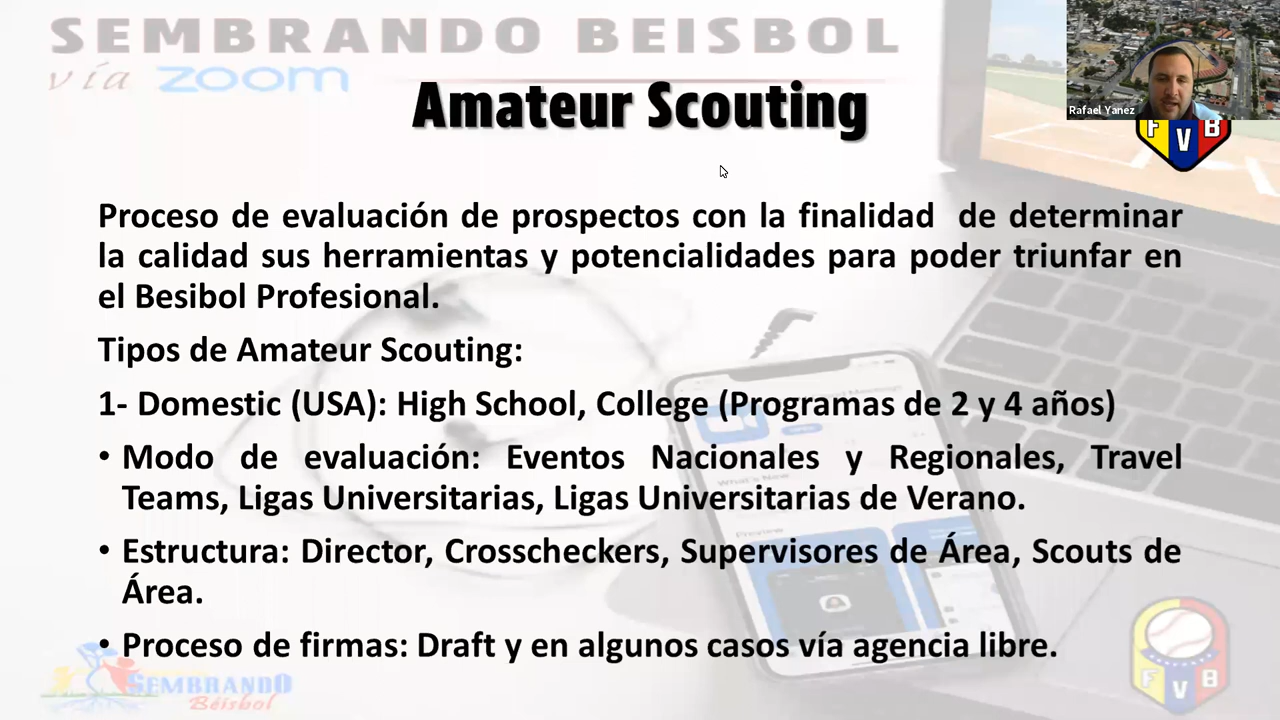 SEMBRANDO BEISBOL
vía zoom
Amateur Scouting
Rafael Yanez
F V B
Proceso de evaluación de prospectos con la finalidad de determinar
la calidad sus herramientas y potencialidades para poder triunfar en
el Besibol Profesional.
Tipos de Amateur Scouting:
1- Domestic (USA): High School, College (Programas de 2 y 4 años)
• Modo de evaluación: Eventos Nacionales y Regionales, Travel
Teams, Ligas Universitarias, Ligas Universitarias de Verano.
• Estructura: Director, Crosscheckers, Supervisores de Área, Scouts de
Área.
• Proceso de firmas: Draft y en algunos casos vía agencia libre.
SEMBRANDO
Béisbol
F V B